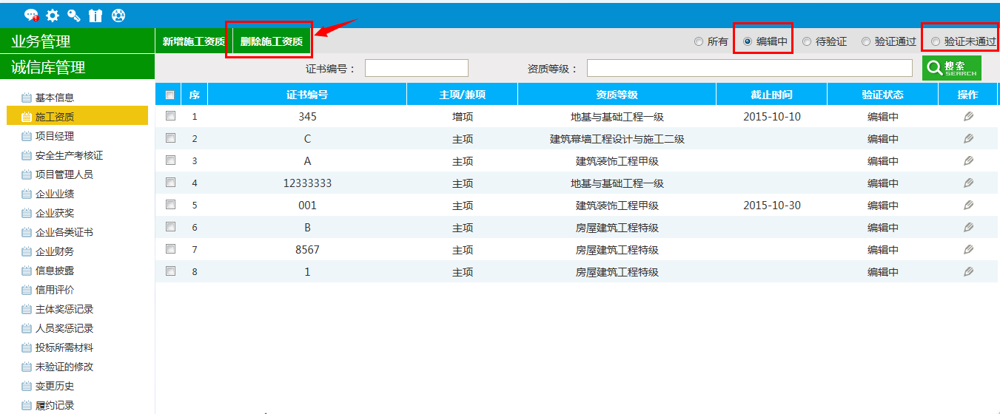 业务管理
新增施工资质 删除施工资质 所有 编辑中 待验证 验证通过 验证未通过
诚信库管理
证书编号： 资质等级： 搜索 SEARCH
基本信息
施工资质
项目经理
安全生产考核证
项目管理人员
企业业绩
企业获奖
企业各类证书
企业财务
信息披露
信用评价
主体奖惩记录
人员奖惩记录
投标所需材料
未验证的修改
变更历史
履约记录
序 证书编号 主项/兼项 资质等级 截止时间 验证状态 操作
1 345 增项 地基与基础工程一级 2015-10-10 编辑中
2 C 主项 建筑幕墙工程设计与施工二级 编辑中
3 A 主项 建筑装饰工程甲级 编辑中
4 12333333 主项 地基与基础工程一级 编辑中
5 001 主项 建筑装饰工程甲级 2015-10-30 编辑中
6 B 主项 房屋建筑工程特级 编辑中
7 8567 主项 房屋建筑工程特级 编辑中
8 1 主项 房屋建筑工程特级 编辑中